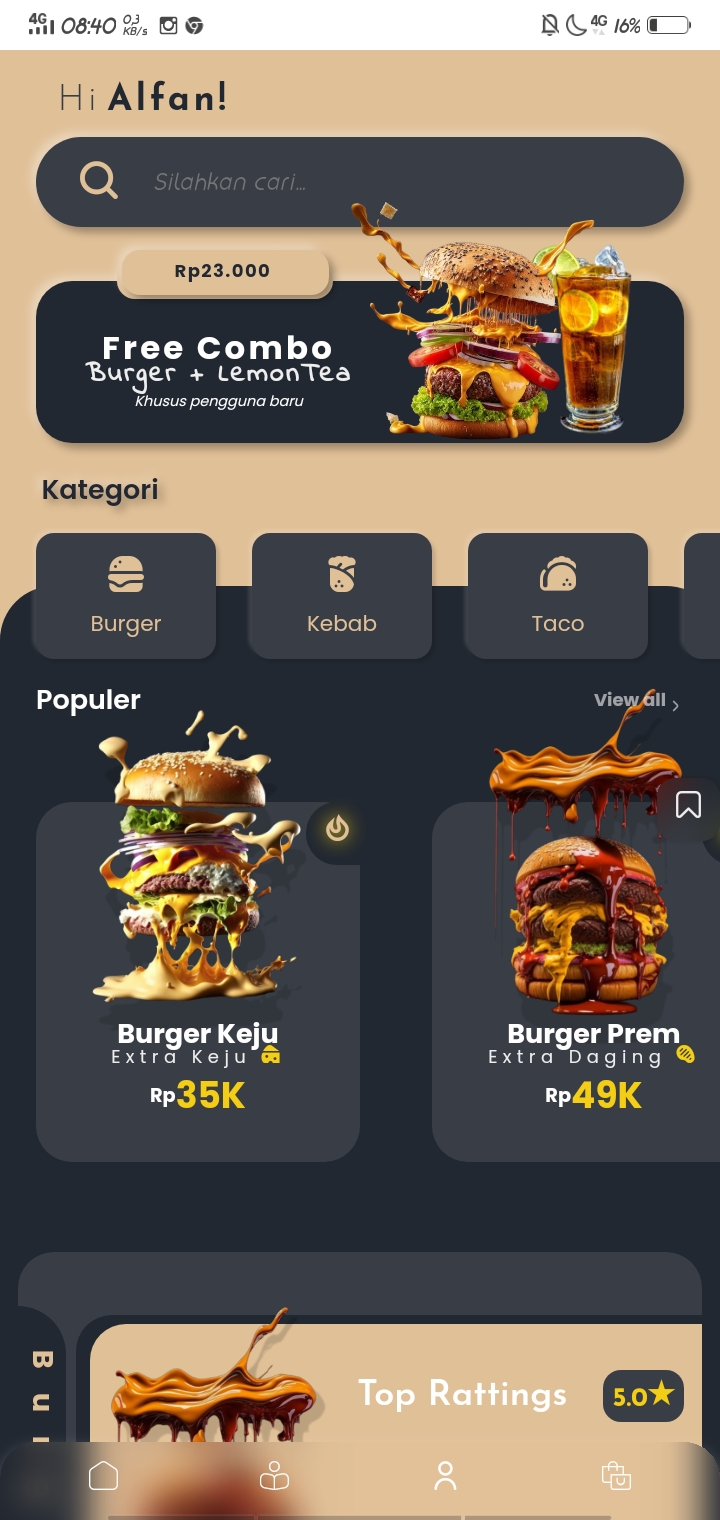 4G 08:40 0,3 KB/s 4G 16%
Hi Alfan!
Silahkan cari...
Rp23.000
Free Combo
Burger + LemonTea
Khusus pengguna baru
Kategori
Burger Kebab Taco
Populer View all
Burger Keju Burger Prem
Extra Keju Extra Daging
Rp35K Rp49K
Top Rattings 5.0
B u